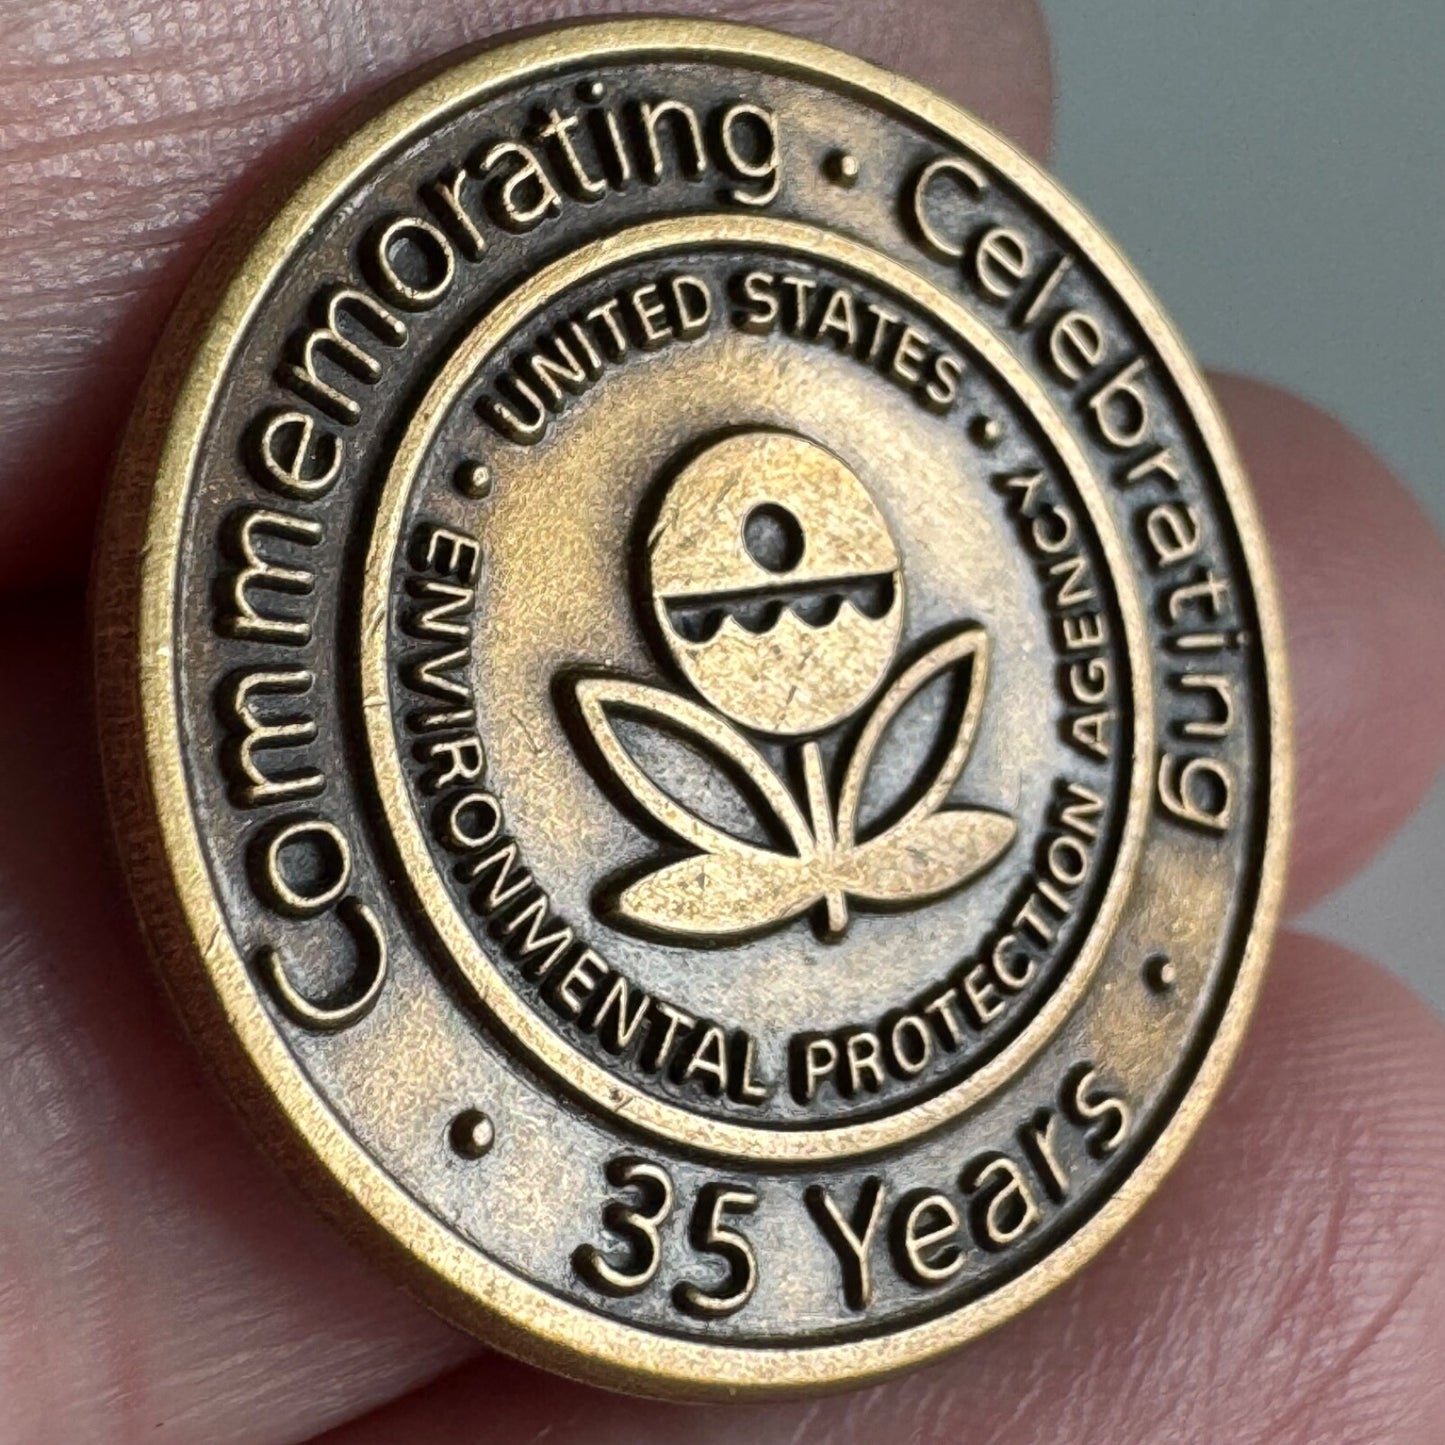 Commemorating · Celebrating · 35 Years ·
UNITED STATES · ENVIRONMENTAL PROTECTION AGENCY ·